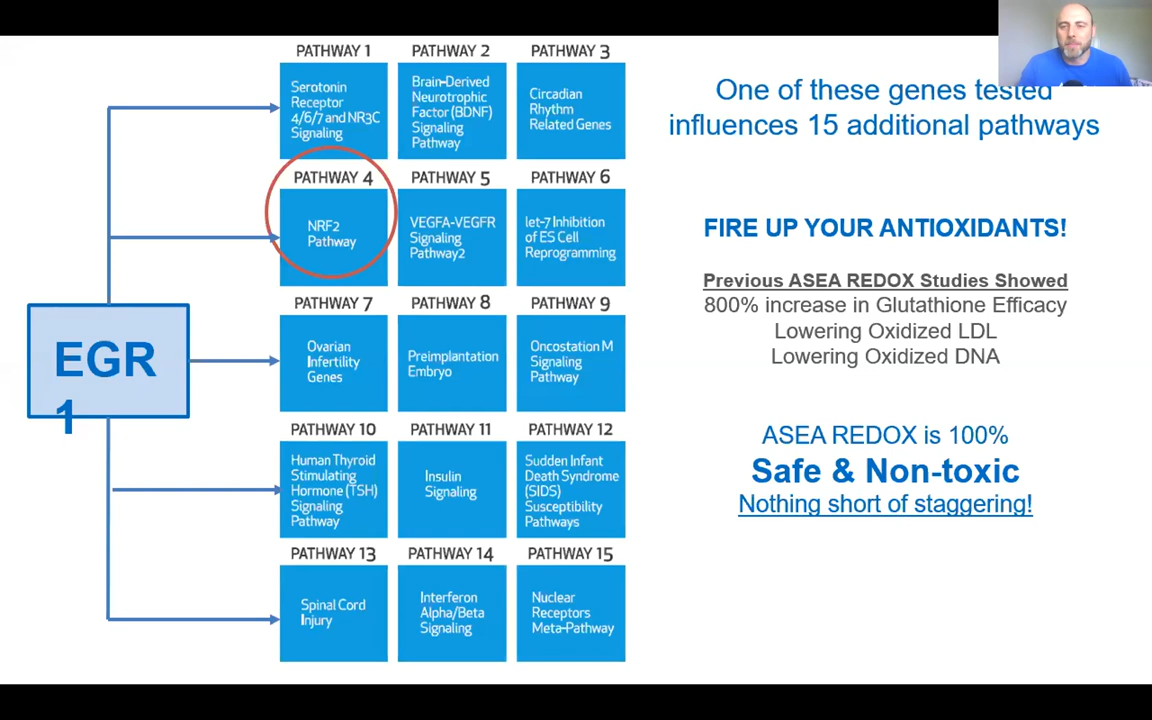 PATHWAY 1
PATHWAY 2
PATHWAY 3
Serotonin
Receptor
4/6/7 and NR3C
Signaling
Brain-Derived
Neurotrophic
Factor (BDNF)
Signaling
Pathway
Circadian
Rhythm
Related Genes
PATHWAY 4
PATHWAY 5
PATHWAY 6
NRF2
Pathway
VEGFA-VEGFR
Signaling
Pathway2
let-7 Inhibition
of ES Cell
Reprogramming
PATHWAY 7
PATHWAY 8
PATHWAY 9
Ovarian
Infertility
Genes
Preimplantation
Embryo
Oncostation M
Signaling
Pathway
PATHWAY 10
PATHWAY 11
PATHWAY 12
Human Thyroid
Stimulating
Hormone (TSH)
Signaling
Pathway
Insulin
Signaling
Sudden Infant
Death Syndrome
(SIDS)
Susceptibility
Pathways
PATHWAY 13
PATHWAY 14
PATHWAY 15
Spinal Cord
Injury
Interferon
Alpha/Beta
Signaling
Nuclear
Receptors
Meta-Pathway
EGR
1
One of these genes tested
influences 15 additional pathways
FIRE UP YOUR ANTIOXIDANTS!
Previous ASEA REDOX Studies Showed
800% increase in Glutathione Efficacy
Lowering Oxidized LDL
Lowering Oxidized DNA
ASEA REDOX is 100%
Safe & Non-toxic
Nothing short of staggering!